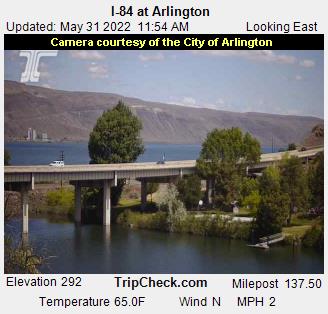 I-84 at Arlington
Updated: May 31 2022 11:54 AM Looking East
Camera courtesy of the City of Arlington
Elevation 292 TripCheck.com Milepost 137.50
Temperature 65.0F Wind N MPH 2